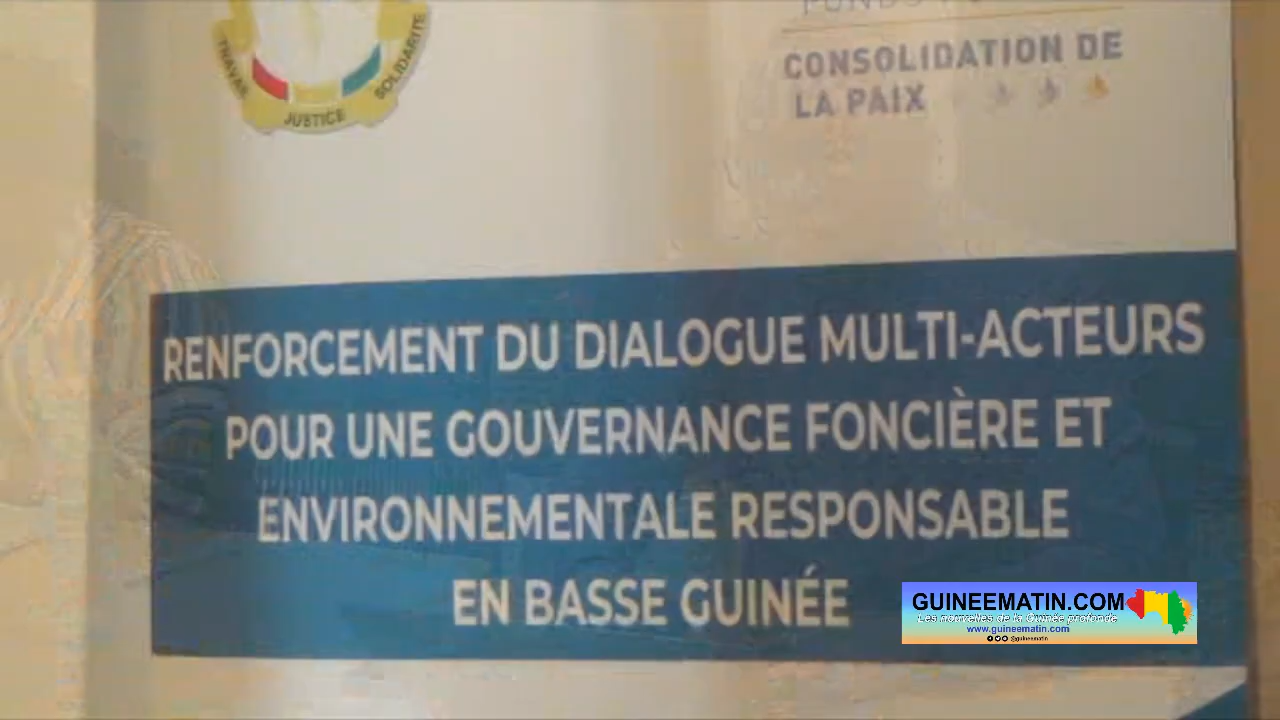 TRAVAIL JUSTICE SOLIDARITÉ
CONSOLIDATION DE
LA PAIX
RENFORCEMENT DU DIALOGUE MULTI-ACTEURS
POUR UNE GOUVERNANCE FONCIÈRE ET
ENVIRONNEMENTALE RESPONSABLE
EN BASSE GUINÉE
GUINEEMATIN.COM
Les nouvelles de la Guinée profonde
www.guineematin.com
@guineematin